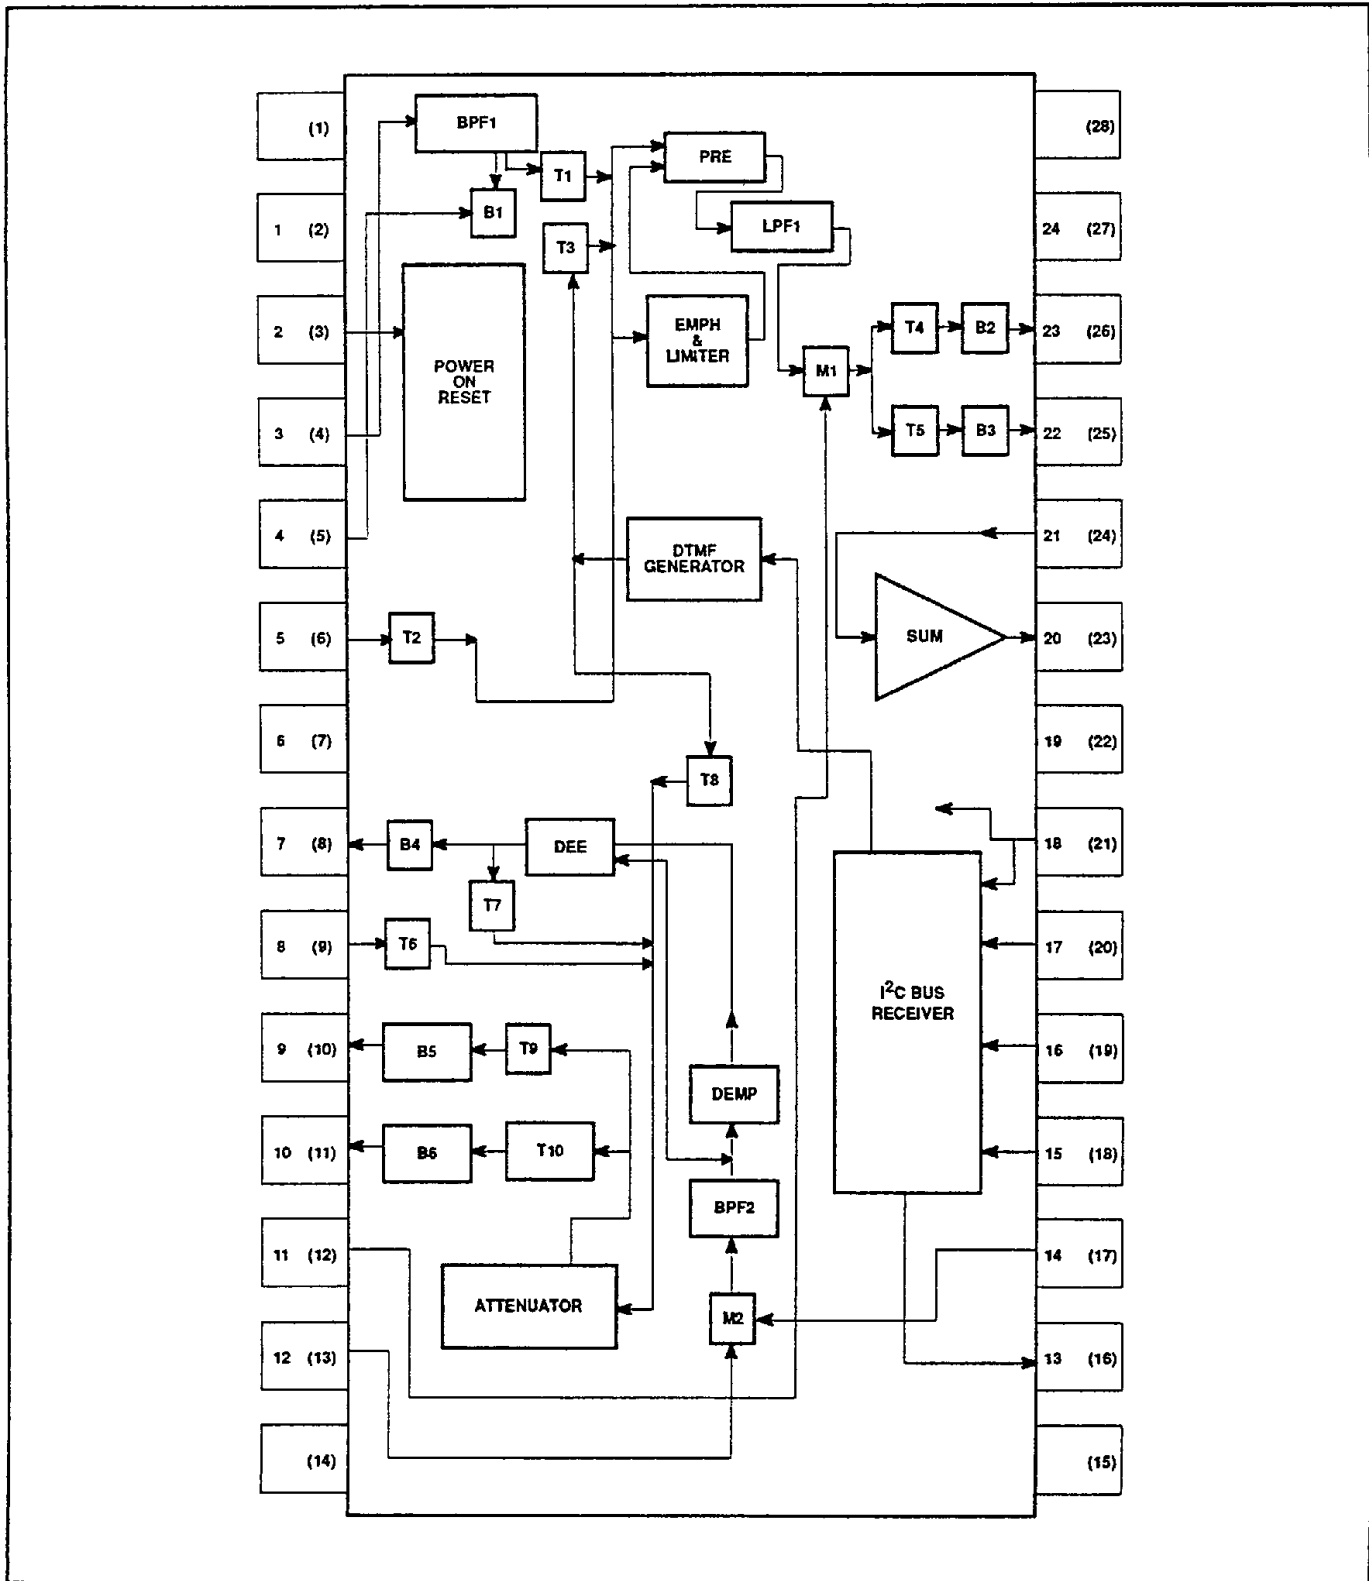 (1)
BPF1
(28)
PRE
T1
1 (2)
B1
LPF1
24 (27)
T3
2 (3)
EMPH
&
LIMITER
T4
B2
23 (26)
POWER
ON
RESET
M1
3 (4)
T5
B3
22 (25)
4 (5)
21 (24)
DTMF
GENERATOR
5 (6)
T2
SUM
20 (23)
6 (7)
19 (22)
T8
7 (8)
B4
DEE
18 (21)
T7
8 (9)
T6
17 (20)
I²C BUS
RECEIVER
9 (10)
B5
T9
16 (19)
DEMP
10 (11)
B6
T10
15 (18)
BPF2
11 (12)
14 (17)
ATTENUATOR
M2
12 (13)
13 (16)
(14)
(15)